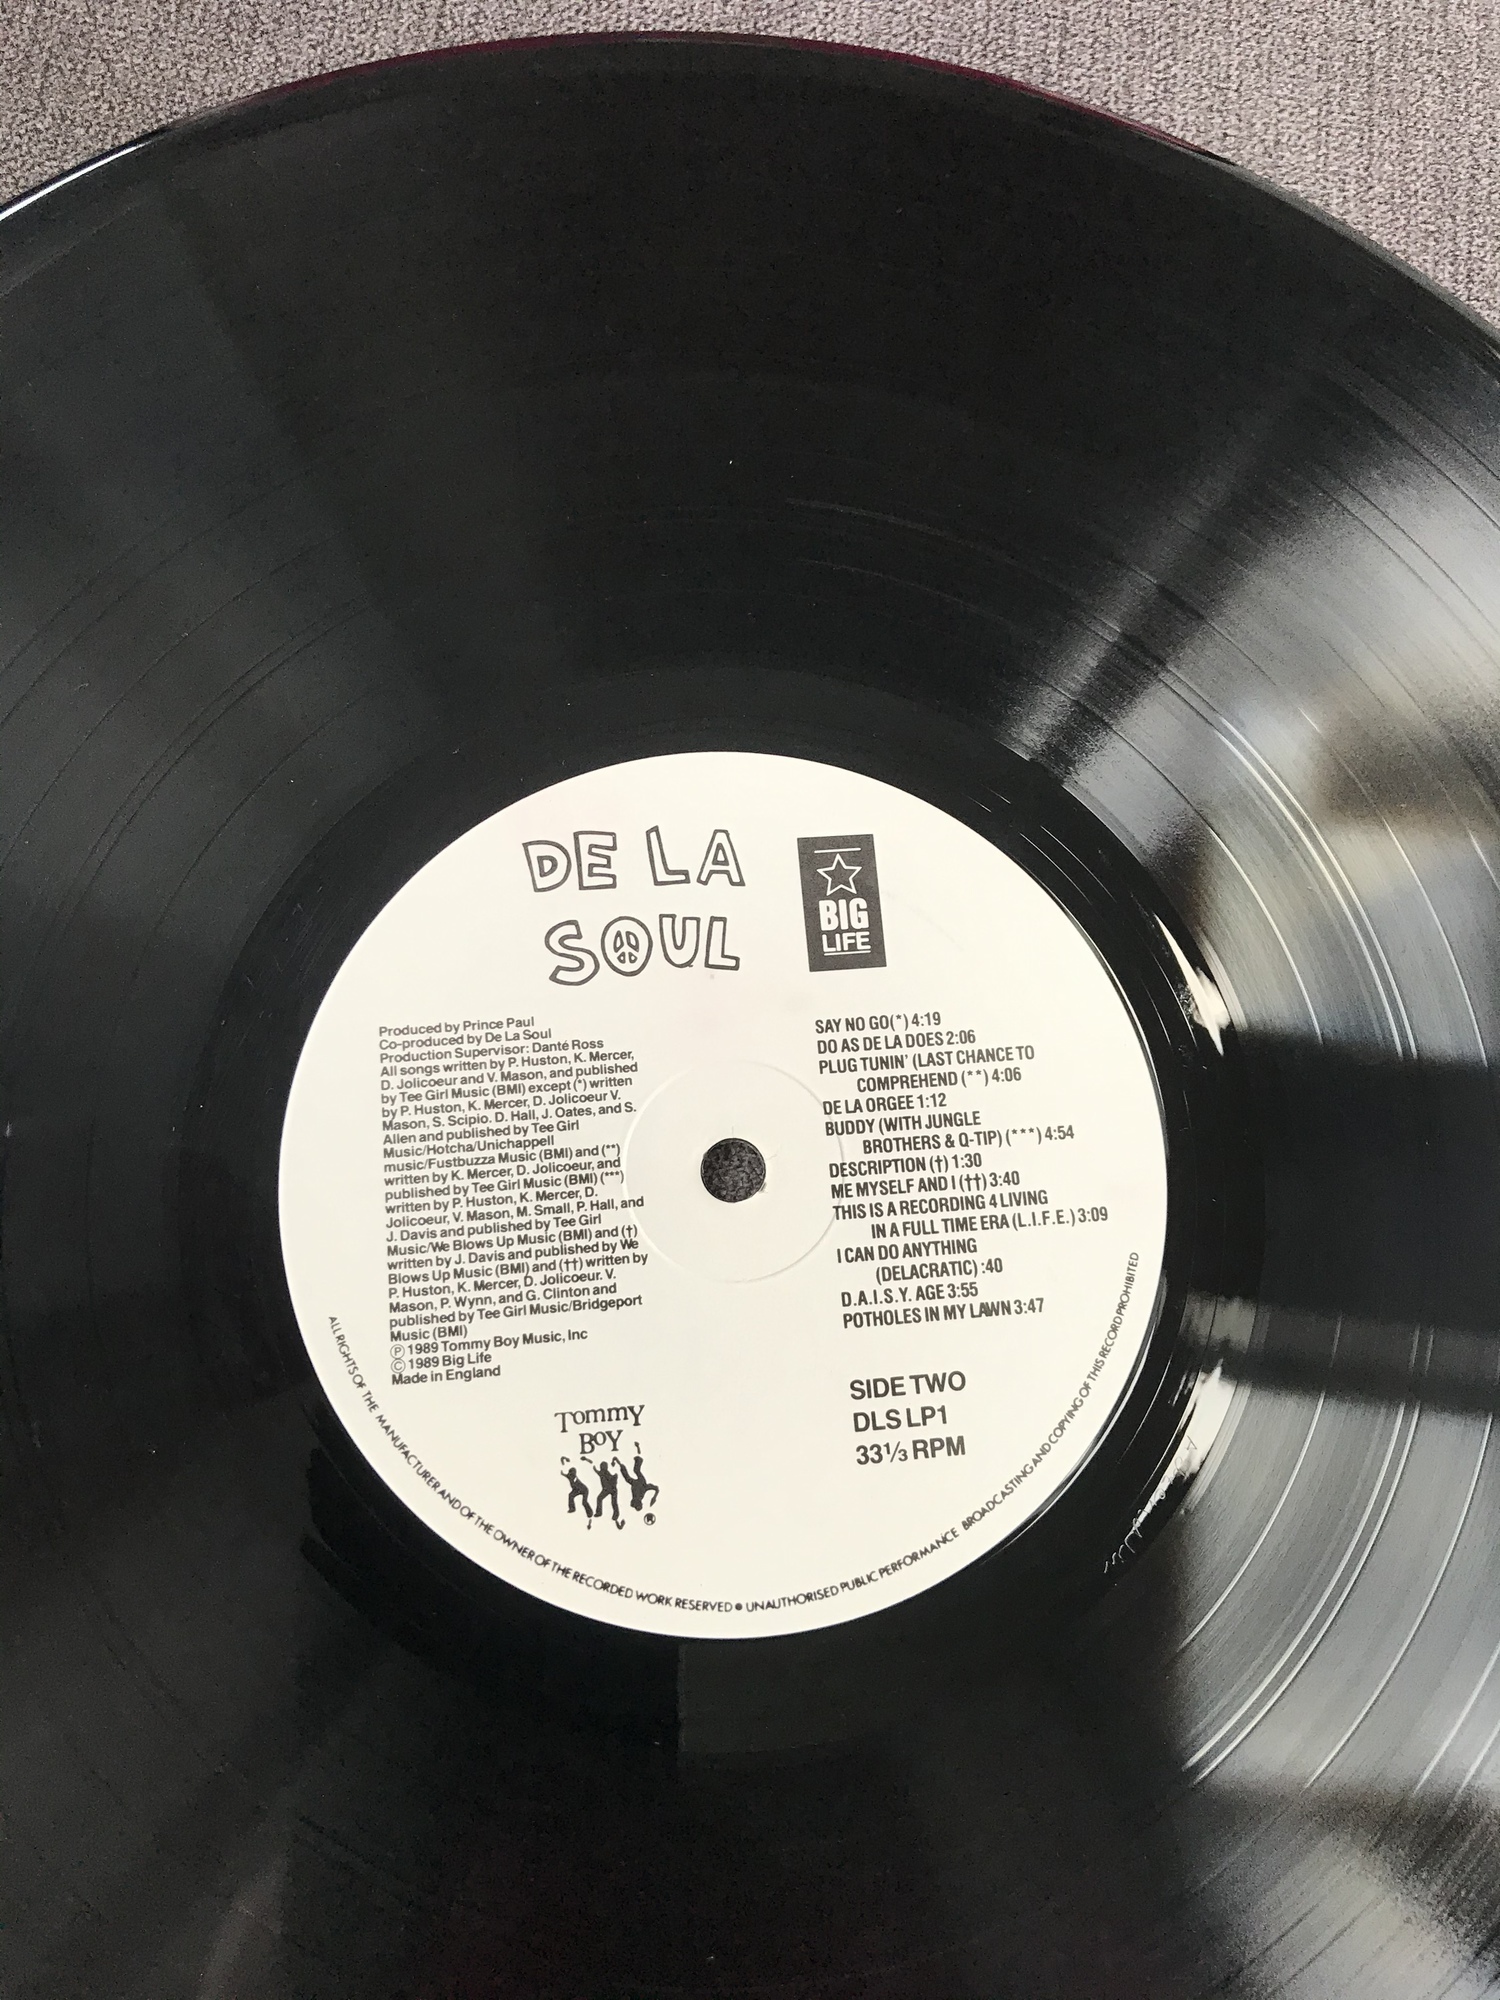 DE LA
SOUL
BIG
LIFE
Produced by Prince Paul
Co-produced by De La Soul
Production Supervisor: Danté Ross
All songs written by P. Huston, K. Mercer,
D. Jolicoeur and V. Mason, and published
by Tee Girl Music (BMI) except (*) written
by P. Huston, K. Mercer, D. Jolicoeur V.
Mason, S. Scipio. D. Hall, J. Oates, and S.
Allen and published by Tee Girl
Music/Hotcha/Unichappell
music/Fustbuzza Music (BMI) and (**)
written by K. Mercer, D. Jolicoeur, and
published by Tee Girl Music (BMI) (***)
written by P. Huston, K. Mercer, D.
Jolicoeur, V. Mason, M. Small, P. Hall, and
J. Davis and published by Tee Girl
Music/We Blows Up Music (BMI) and (†)
written by J. Davis and published by We
Blows Up Music (BMI) and (††) written by
P. Huston, K. Mercer, D. Jolicoeur. V.
Mason, P. Wynn, and G. Clinton and
published by Tee Girl Music/Bridgeport
Music (BMI)
Ⓟ 1989 Tommy Boy Music, Inc
© 1989 Big Life
Made in England
SAY NO GO(*) 4:19
DO AS DE LA DOES 2:06
PLUG TUNIN' (LAST CHANCE TO
COMPREHEND (**) 4:06
DE LA ORGEE 1:12
BUDDY (WITH JUNGLE
BROTHERS & Q-TIP) (***) 4:54
DESCRIPTION (†) 1:30
ME MYSELF AND I (††) 3:40
THIS IS A RECORDING 4 LIVING
IN A FULL TIME ERA (L.I.F.E.) 3:09
I CAN DO ANYTHING
(DELACRATIC) :40
D.A.I.S.Y. AGE 3:55
POTHOLES IN MY LAWN 3:47
SIDE TWO
DLS LP1
33⅓ RPM
Tommy
Boy
®
ALL RIGHTS OF THE MANUFACTURER AND OF THE OWNER OF THE RECORDED WORK RESERVED ● UNAUTHORISED PUBLIC PERFORMANCE BROADCASTING AND COPYING OF THIS RECORD PROHIBITED